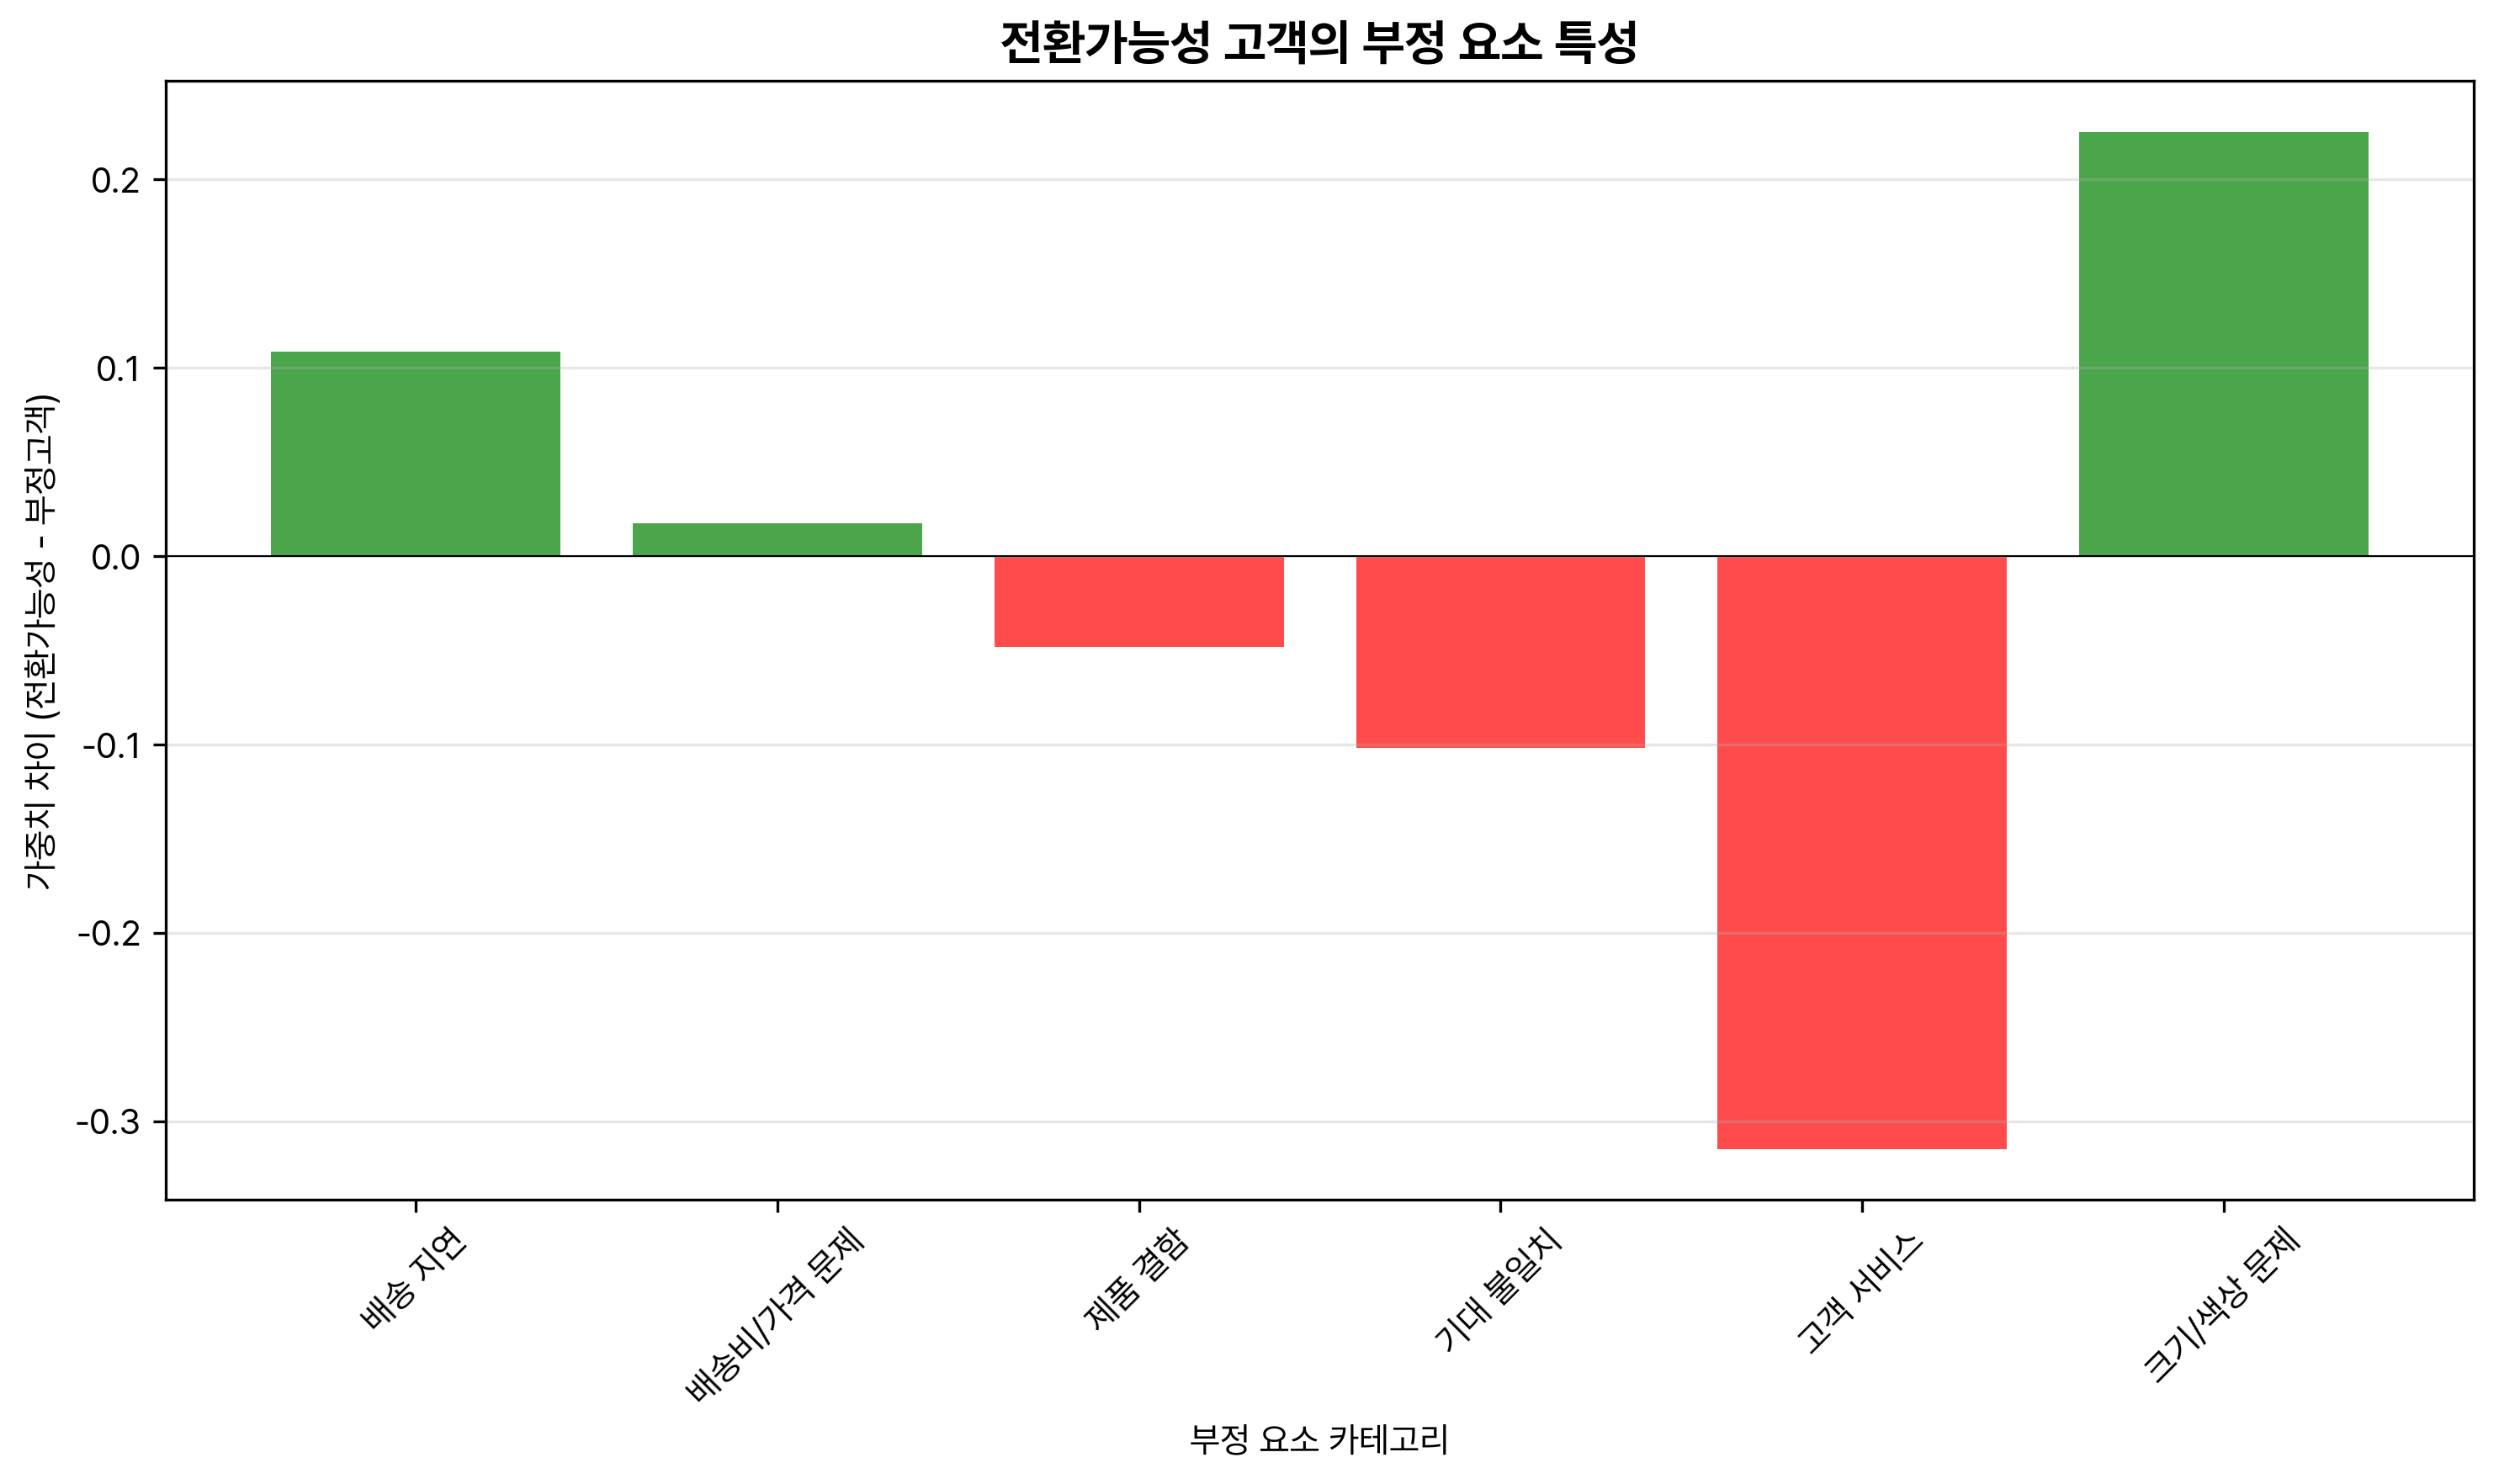 전환가능성 고객의 부정 요소 특성
가중치 차이 (전환가능성 - 부정고객)
0.2
0.1
0.0
-0.1
-0.2
-0.3
배송 지연
배송비/가격 문제
제품 결함
기대 불일치
고객 서비스
크기/색상 문제
부정 요소 카테고리